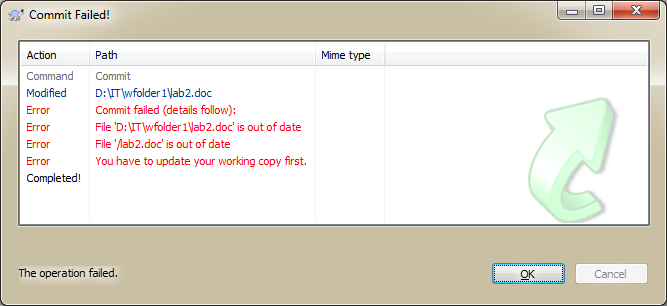 Commit Failed!
Action Path Mime type
Command Commit
Modified D:\IT\wfolder1\lab2.doc
Error Commit failed (details follow):
Error File 'D:\IT\wfolder1\lab2.doc' is out of date
Error File '/lab2.doc' is out of date
Error You have to update your working copy first.
Completed!
The operation failed. OK Cancel